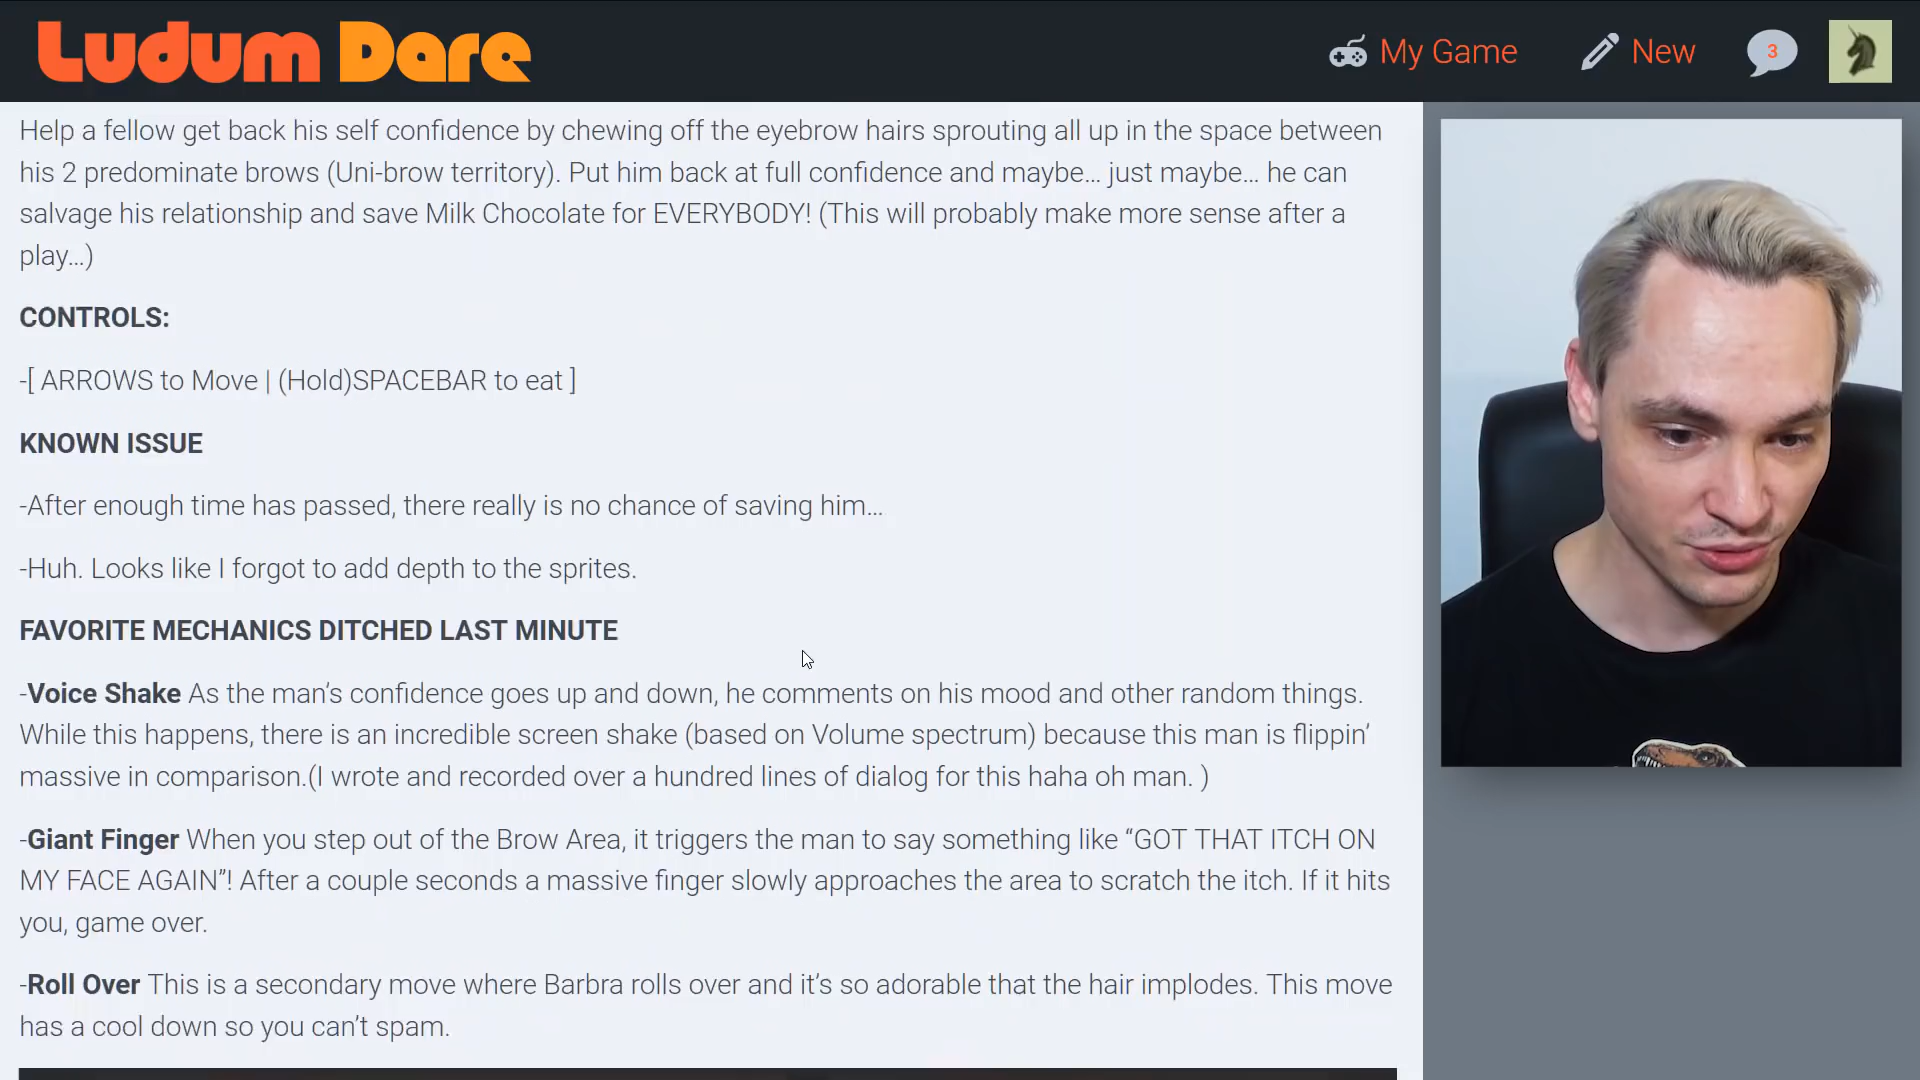 Ludum Dare
My Game
New
3
Help a fellow get back his self confidence by chewing off the eyebrow hairs sprouting all up in the space between
his 2 predominate brows (Uni-brow territory). Put him back at full confidence and maybe… just maybe… he can
salvage his relationship and save Milk Chocolate for EVERYBODY! (This will probably make more sense after a
play…)
CONTROLS:
-[ ARROWS to Move | (Hold)SPACEBAR to eat ]
KNOWN ISSUE
-After enough time has passed, there really is no chance of saving him…
-Huh. Looks like I forgot to add depth to the sprites.
FAVORITE MECHANICS DITCHED LAST MINUTE
-Voice Shake As the man’s confidence goes up and down, he comments on his mood and other random things.
While this happens, there is an incredible screen shake (based on Volume spectrum) because this man is flippin’
massive in comparison.(I wrote and recorded over a hundred lines of dialog for this haha oh man. )
-Giant Finger When you step out of the Brow Area, it triggers the man to say something like “GOT THAT ITCH ON
MY FACE AGAIN”! After a couple seconds a massive finger slowly approaches the area to scratch the itch. If it hits
you, game over.
-Roll Over This is a secondary move where Barbra rolls over and it’s so adorable that the hair implodes. This move
has a cool down so you can’t spam.